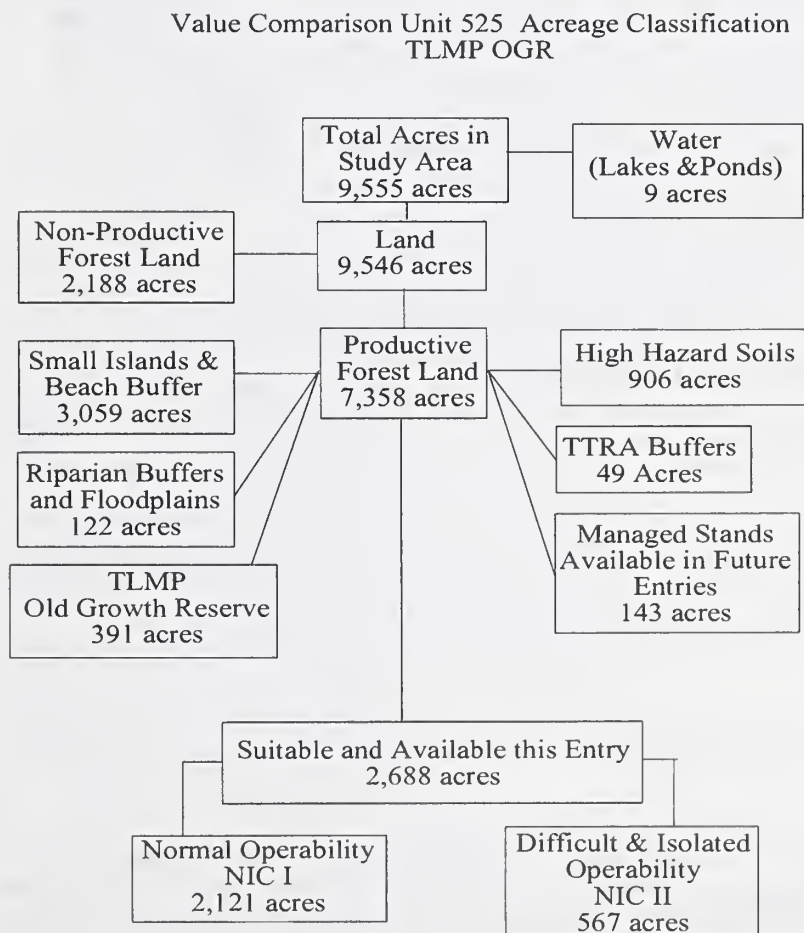 Value Comparison Unit 525 Acreage Classification
TLMP OGR
Total Acres in
Study Area
9,555 acres
Water
(Lakes &Ponds)
9 acres
Non-Productive
Forest Land
2,188 acres
Land
9,546 acres
Small Islands &
Beach Buffer
3,059 acres
Productive
Forest Land
7,358 acres
High Hazard Soils
906 acres
Riparian Buffers
and Floodplains
122 acres
TTRA Buffers
49 Acres
TLMP
Old Growth Reserve
391 acres
Managed Stands
Available in Future
Entries
143 acres
Suitable and Available this Entry
2,688 acres
Normal Operability
NIC I
2,121 acres
Difficult & Isolated
Operability
NIC II
567 acres